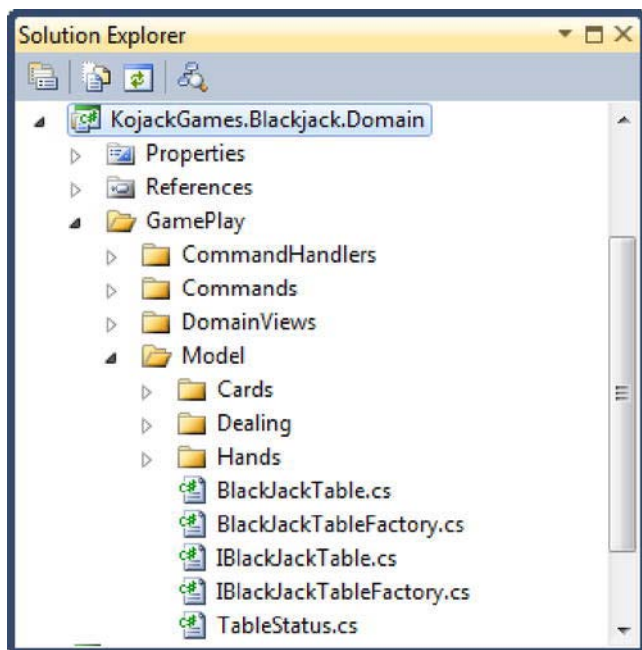 Solution Explorer
KojackGames.Blackjack.Domain
Properties
References
GamePlay
CommandHandlers
Commands
DomainViews
Model
Cards
Dealing
Hands
BlackJackTable.cs
BlackJackTableFactory.cs
IBlackJackTable.cs
IBlackJackTableFactory.cs
TableStatus.cs